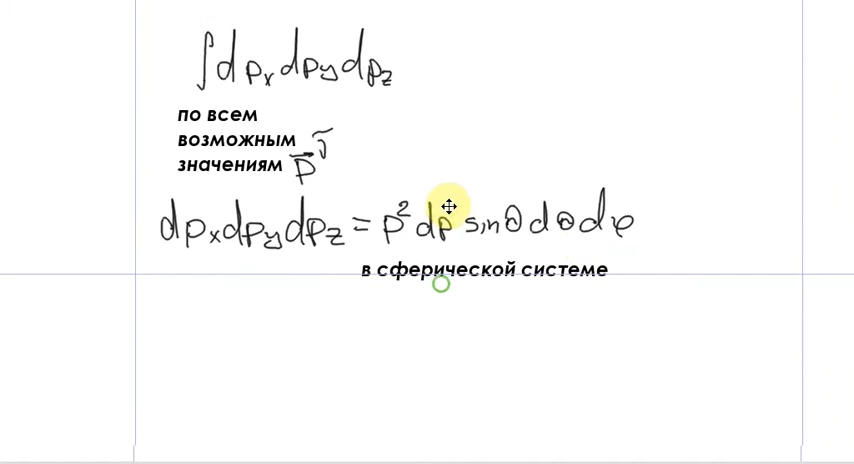 ∫dpₓdp_ydp_z
по всем
возможным
значениям p⃗
dpₓdp_ydp_z = p²dp sinθdθdφ
в сферической системе